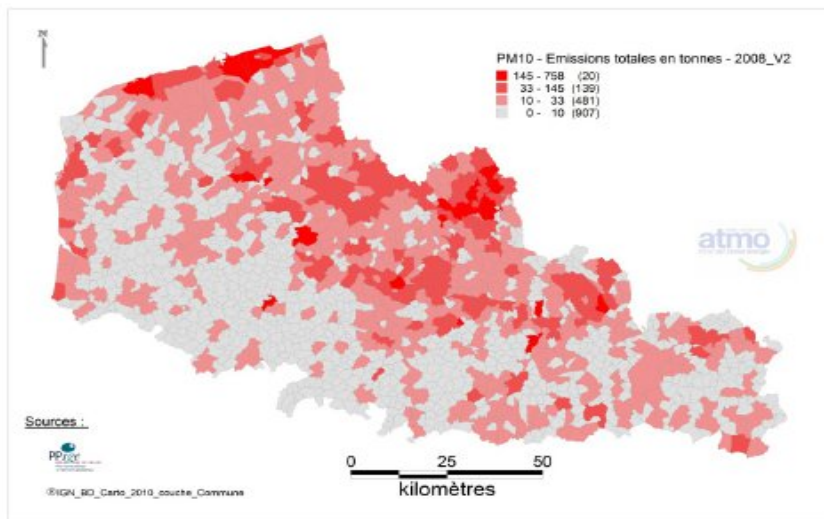 N
PM10 - Emissions totales en tonnes - 2008_V2
145 - 758 (20)
33 - 145 (139)
10 - 33 (481)
0 - 10 (907)
atmo
Sources :
0 25 50
kilomètres
®IGN_BD_Carto_2010_couche_Commune